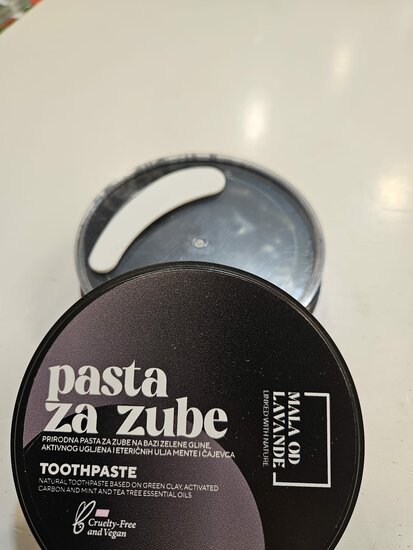 pasta
za zube
PRIRODNA PASTA ZA ZUBE NA BAZI ZELENE GLINE,
AKTIVNOG UGLJENA I ETERIČNIH ULJA MENTE I ČAJEVCA
TOOTHPASTE
NATURAL TOOTHPASTE BASED ON GREEN CLAY, ACTIVATED
CARBON AND MINT AND TEA TREE ESSENTIAL OILS
Cruelty-Free
and Vegan
MALA OD
LAVANDE
LINKED WITH NATURE